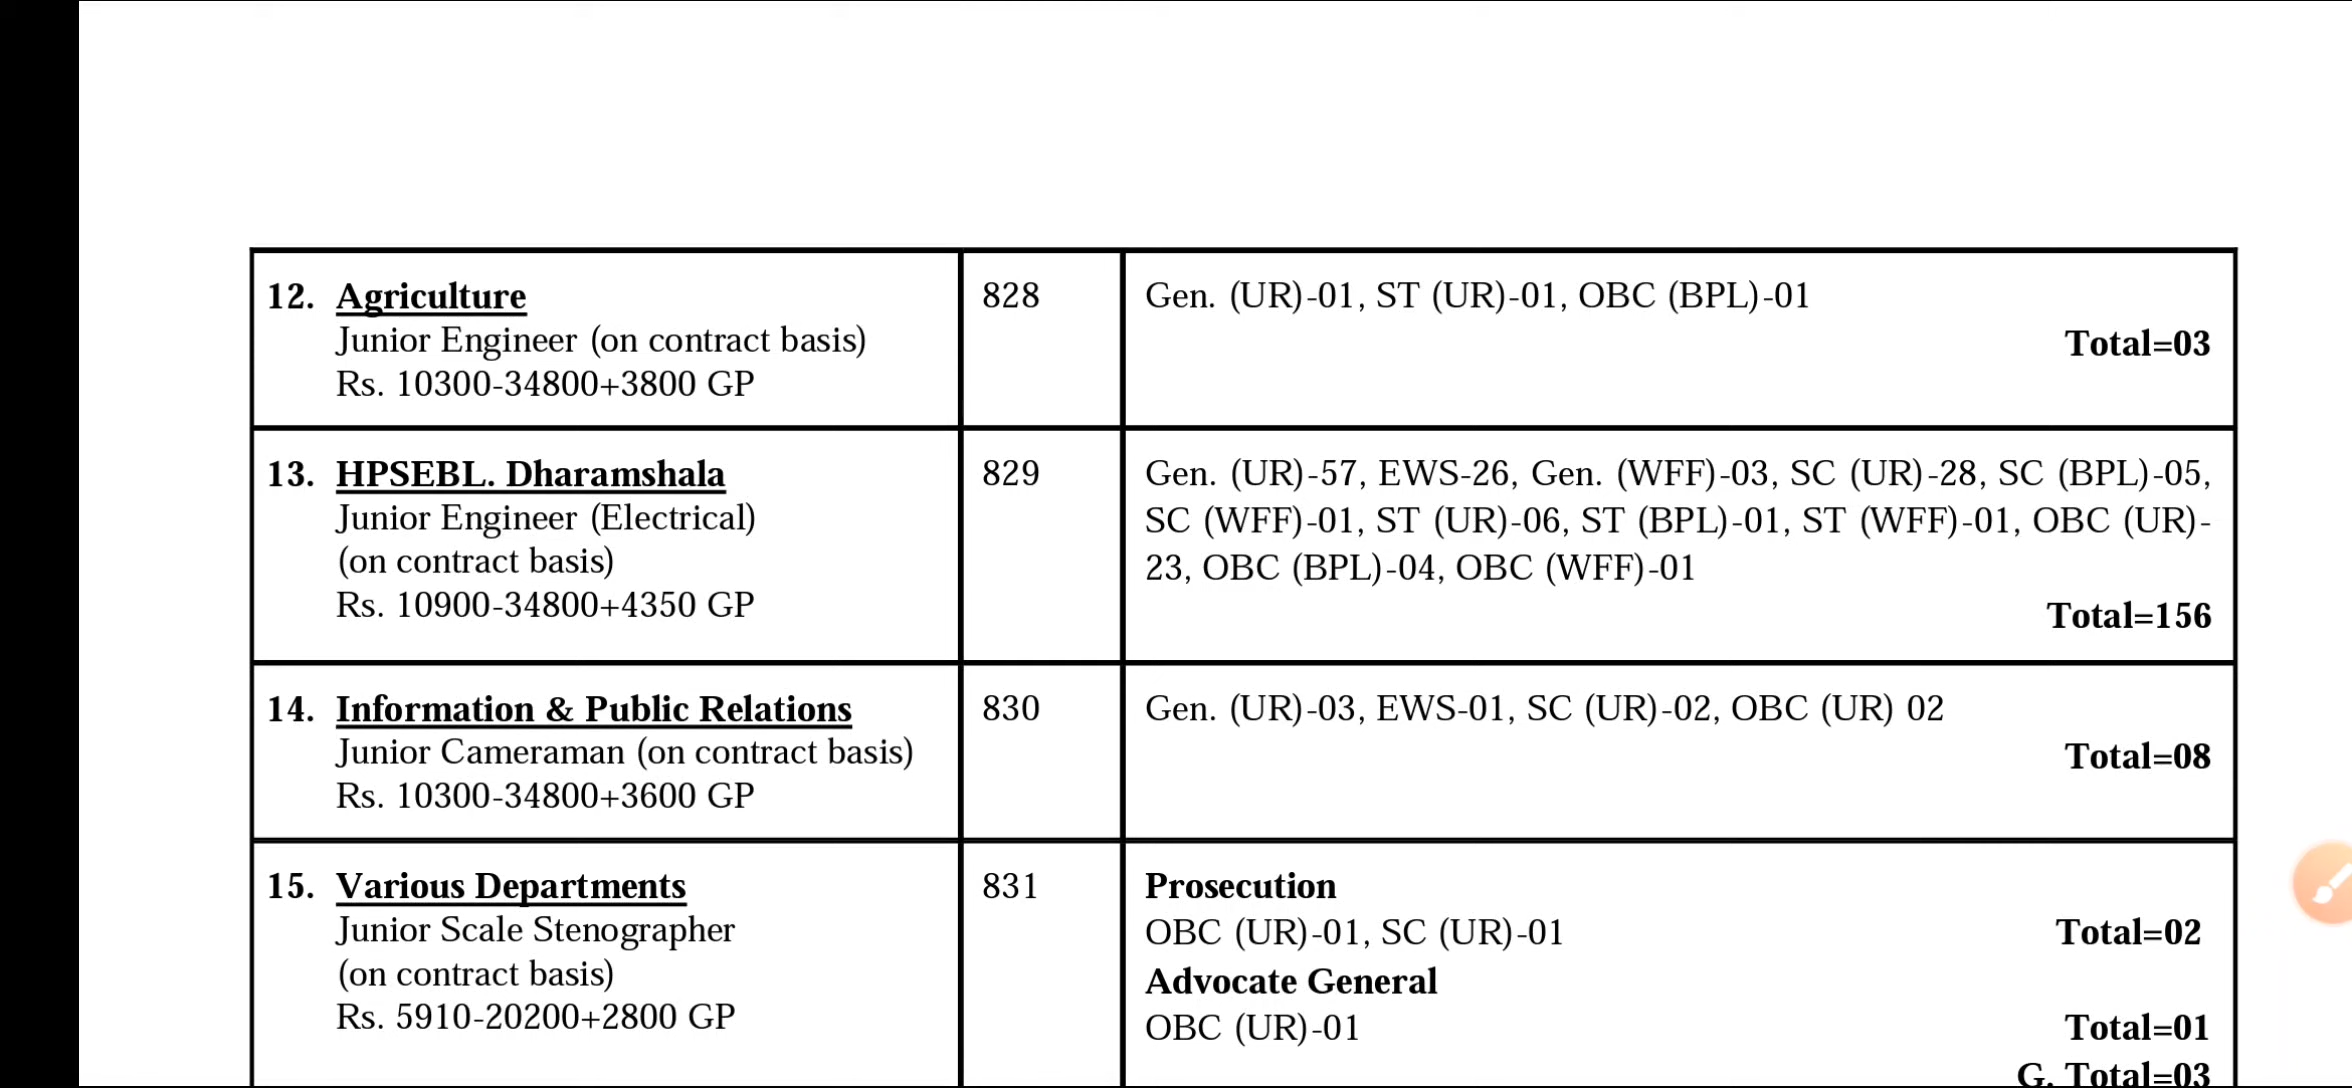 12. Agriculture
Junior Engineer (on contract basis)
Rs. 10300-34800+3800 GP
828
Gen. (UR)-01, ST (UR)-01, OBC (BPL)-01
Total=03
13. HPSEBL. Dharamshala
Junior Engineer (Electrical)
(on contract basis)
Rs. 10900-34800+4350 GP
829
Gen. (UR)-57, EWS-26, Gen. (WFF)-03, SC (UR)-28, SC (BPL)-05,
SC (WFF)-01, ST (UR)-06, ST (BPL)-01, ST (WFF)-01, OBC (UR)-
23, OBC (BPL)-04, OBC (WFF)-01
Total=156
14. Information & Public Relations
Junior Cameraman (on contract basis)
Rs. 10300-34800+3600 GP
830
Gen. (UR)-03, EWS-01, SC (UR)-02, OBC (UR) 02
Total=08
15. Various Departments
Junior Scale Stenographer
(on contract basis)
Rs. 5910-20200+2800 GP
831
Prosecution
OBC (UR)-01, SC (UR)-01 Total=02
Advocate General
OBC (UR)-01 Total=01
G. Total=03